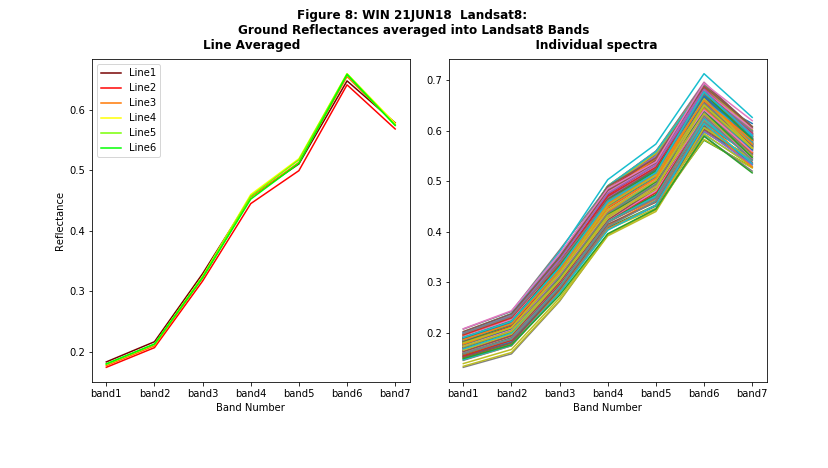 Figure 8: WIN 21JUN18  Landsat8:
Ground Reflectances averaged into Landsat8 Bands
Line Averaged
Individual spectra
Line1
Line2
Line3
Line4
Line5
Line6
Reflectance
0.6
0.5
0.4
0.3
0.2
band1 band2 band3 band4 band5 band6 band7
Band Number
0.7
0.6
0.5
0.4
0.3
0.2
band1 band2 band3 band4 band5 band6 band7
Band Number